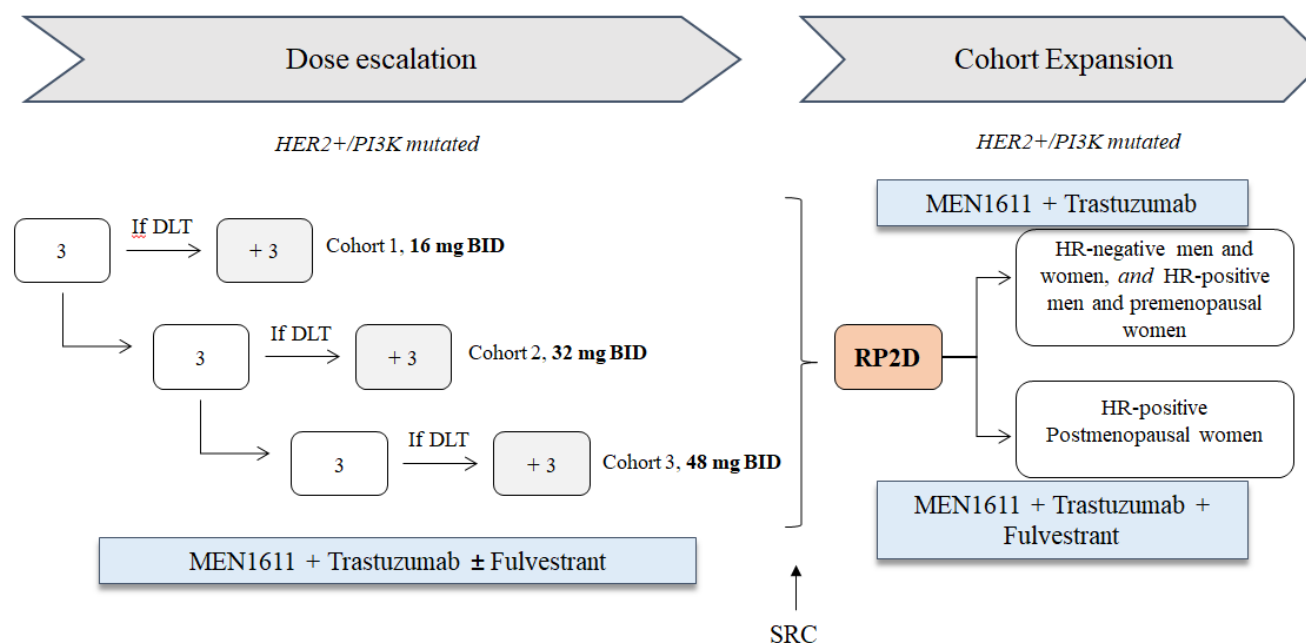 Dose escalation
HER2+/PI3K mutated
3
If DLT
+ 3
Cohort 1, 16 mg BID
3
If DLT
+ 3
Cohort 2, 32 mg BID
3
If DLT
+ 3
Cohort 3, 48 mg BID
MEN1611 + Trastuzumab ± Fulvestrant
SRC
Cohort Expansion
HER2+/PI3K mutated
MEN1611 + Trastuzumab
HR-negative men and
women, and HR-positive
men and premenopausal
women
RP2D
HR-positive
Postmenopausal women
MEN1611 + Trastuzumab +
Fulvestrant